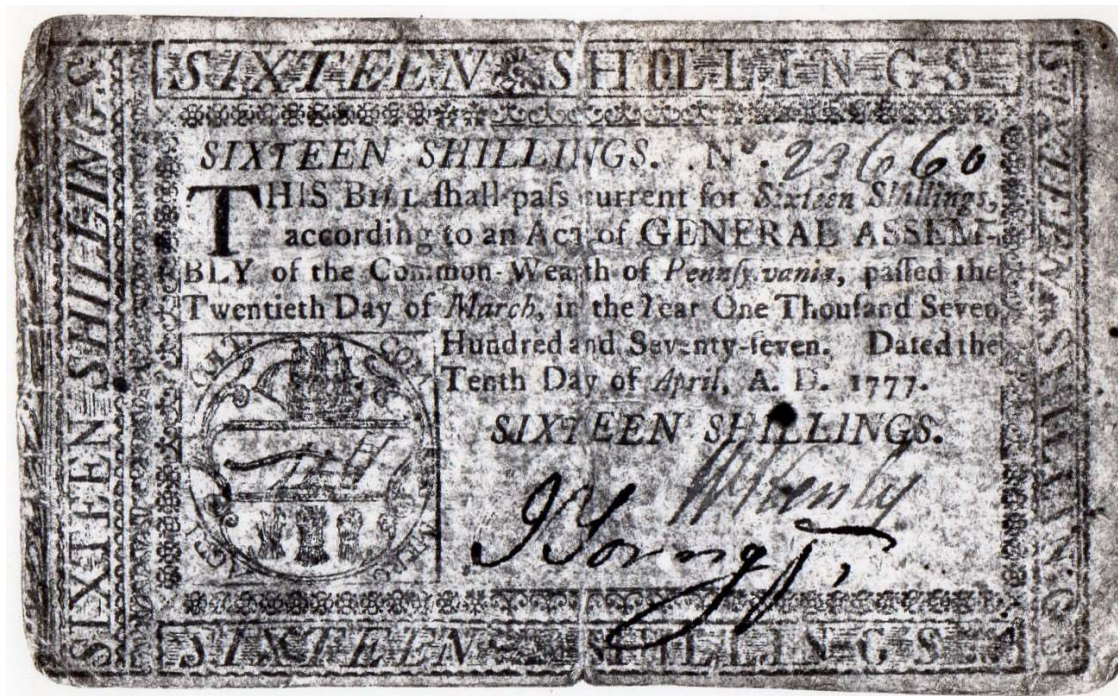 SIXTEEN SHILLINGS
SIXTEEN SHILLINGS
SIXTEEN SHILLINGS
SIXTEEN SHILLINGS. No. 23660
THIS BILL ſhall paſs current for Sixteen Shillings,
according to an Act of GENERAL ASSEM-
BLY of the Common-Wealth of Pennſylvania, paſſed the
Twentieth Day of March, in the Year One Thouſand Seven
Hundred and Seventy-ſeven. Dated the
Tenth Day of April, A. D. 1777.
SIXTEEN SHILLINGS.
J Young Jr
SIXTEEN SHILLINGS